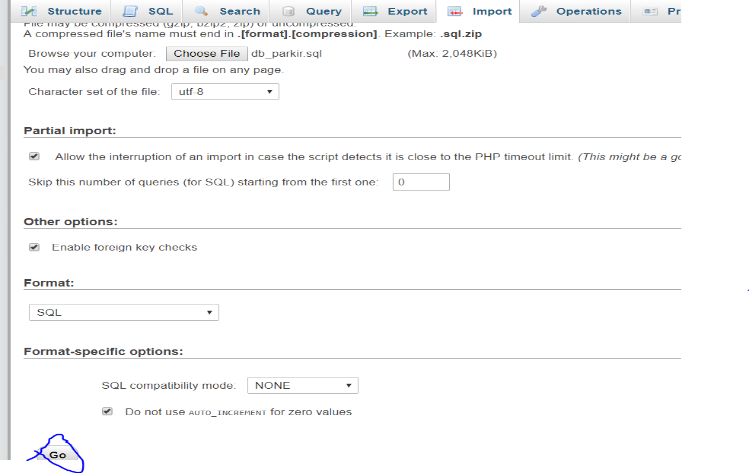 Structure SQL Search Query Export Import Operations Pr
File may be compressed (gzip, bzip2, zip) or uncompressed.
A compressed file's name must end in .[format].[compression]. Example: .sql.zip
Browse your computer: Choose File db_parkir.sql (Max: 2,048KiB)
You may also drag and drop a file on any page.
Character set of the file: utf-8
Partial import:
Allow the interruption of an import in case the script detects it is close to the PHP timeout limit. (This might be a go
Skip this number of queries (for SQL) starting from the first one: 0
Other options:
Enable foreign key checks
Format:
SQL
Format-specific options:
SQL compatibility mode: NONE
Do not use AUTO_INCREMENT for zero values
Go